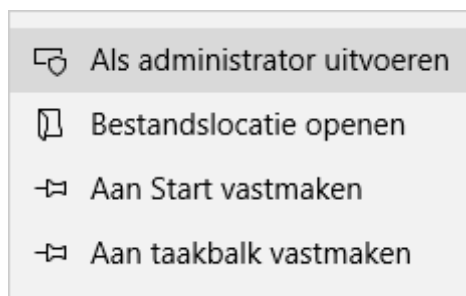 Als administrator uitvoeren
Bestandslocatie openen
Aan Start vastmaken
Aan taakbalk vastmaken